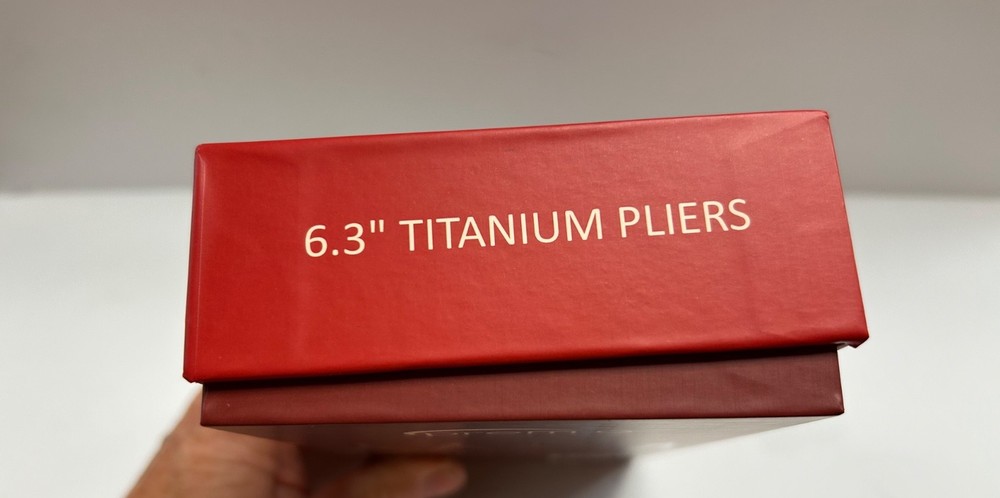 6.3" TITANIUM PLIERS